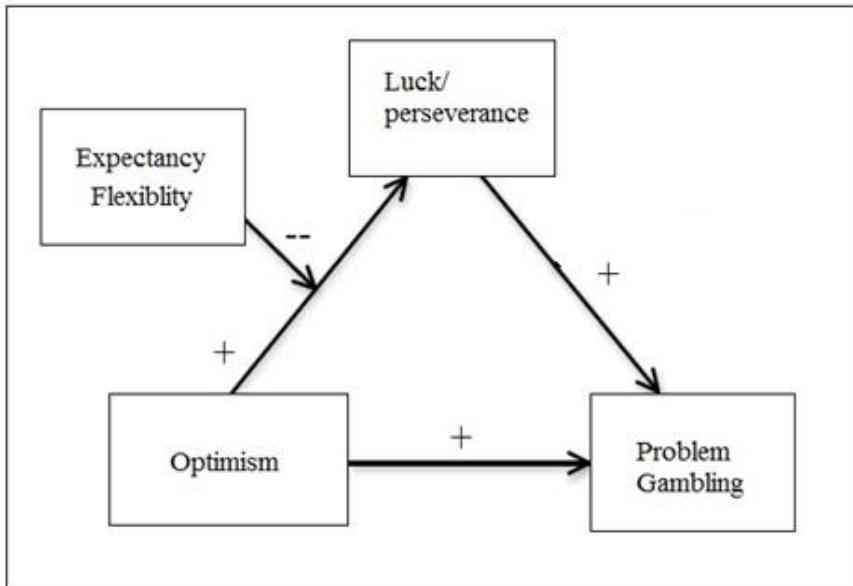 Luck/
perseverance
Expectancy
Flexiblity
--
+
+
Optimism
+
Problem
Gambling